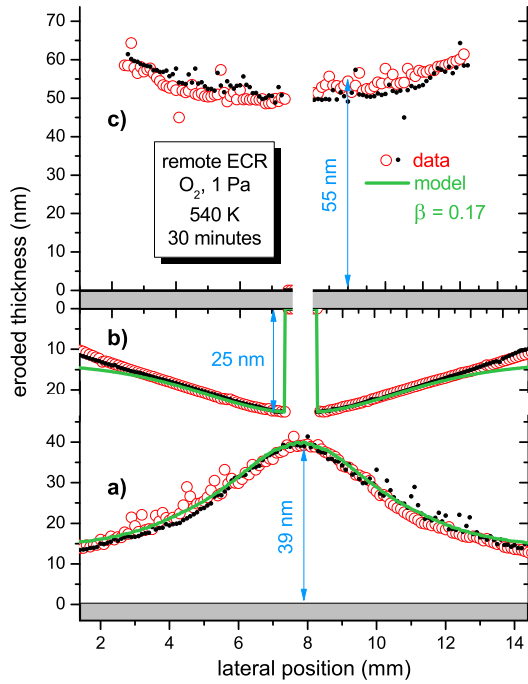 70
60
50
40
30
20
10
0
c)
remote ECR
O₂, 1 Pa
540 K
30 minutes
55 nm
data
model
β = 0.17
eroded thickness (nm)
0
10
20
b)
25 nm
40
30
20
10
0
a)
39 nm
2 4 6 8 10 12 14
lateral position (mm)